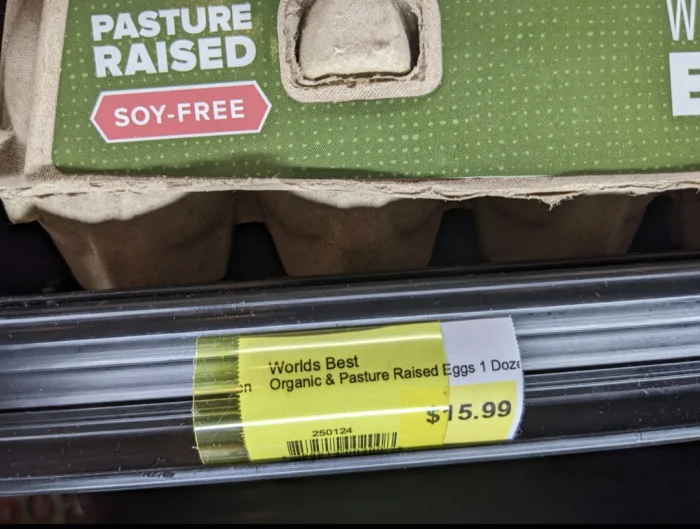 PASTURE
RAISED
SOY-FREE
W
E
Worlds Best
Organic & Pasture Raised Eggs 1 Doz
$15.99
250124